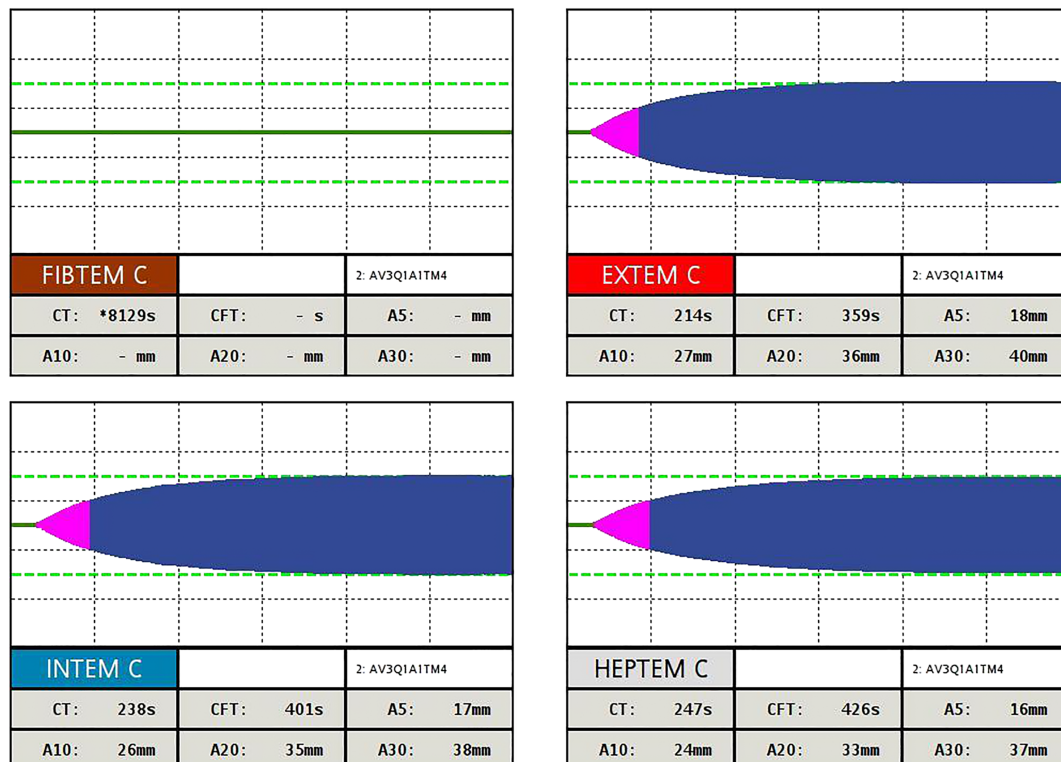 FIBTEM C 2: AV3Q1A1TM4
CT: *8129s CFT: - s A5: - mm
A10: - mm A20: - mm A30: - mm
EXTEM C 2: AV3Q1A1TM4
CT: 214s CFT: 359s A5: 18mm
A10: 27mm A20: 36mm A30: 40mm
INTEM C 2: AV3Q1A1TM4
CT: 238s CFT: 401s A5: 17mm
A10: 26mm A20: 35mm A30: 38mm
HEPTEM C 2: AV3Q1A1TM4
CT: 247s CFT: 426s A5: 16mm
A10: 24mm A20: 33mm A30: 37mm